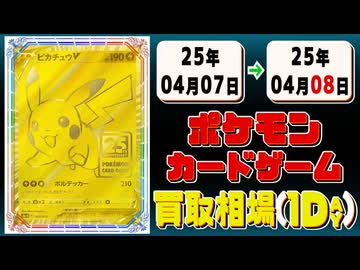 ピカチュウV
190
25
POKÉMON
CARD GAME
ボルテッカー
210
25年
04月07日
25年
04月08日
ポケモン
カードゲーム
買取相場(1D)